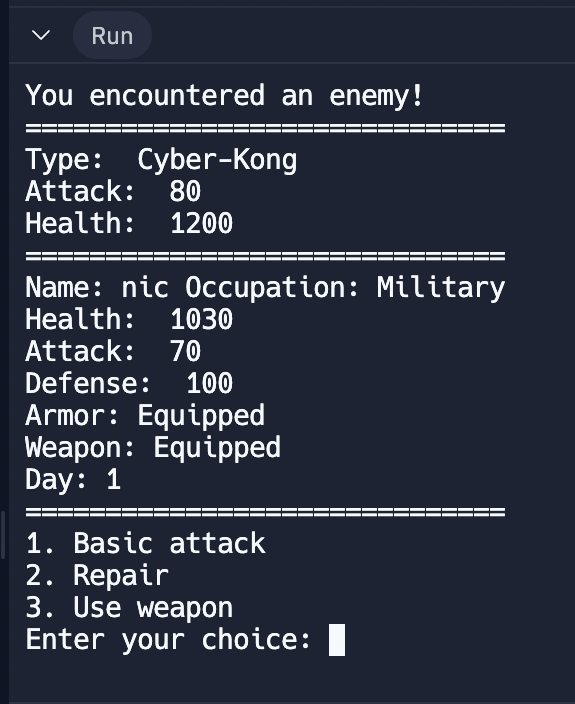 Run
You encountered an enemy!
==============================
Type:  Cyber-Kong
Attack:  80
Health:  1200
==============================
Name: nic Occupation: Military
Health:  1030
Attack:  70
Defense:  100
Armor: Equipped
Weapon: Equipped
Day: 1
==============================
1. Basic attack
2. Repair
3. Use weapon
Enter your choice: